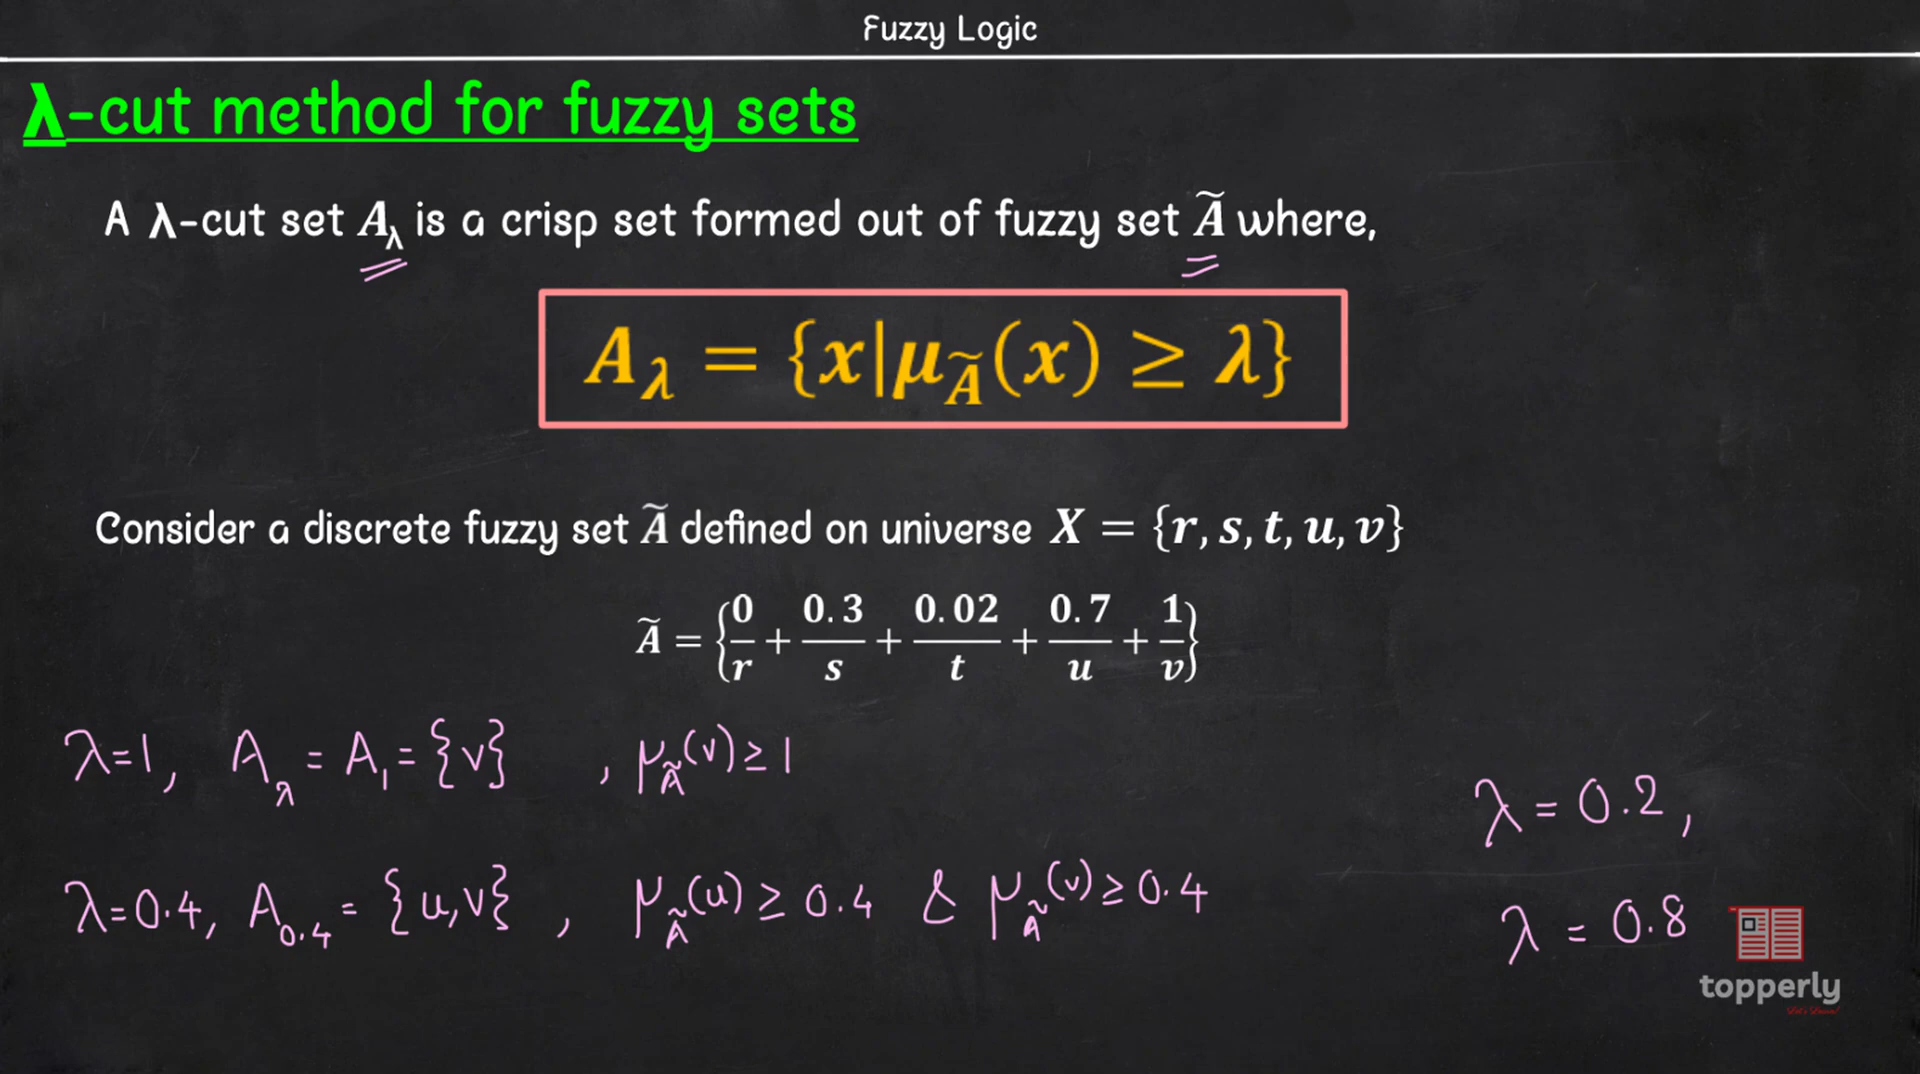 Fuzzy Logic
λ-cut method for fuzzy sets
A λ-cut set A_λ is a crisp set formed out of fuzzy set Ã where,
A_λ = {x|μ_Ã(x) ≥ λ}
Consider a discrete fuzzy set Ã defined on universe X = {r, s, t, u, v}
Ã = {0/r + 0.3/s + 0.02/t + 0.7/u + 1/v}
λ=1, A_λ = A_1 = {v} , μ_Ã(v) ≥ 1
λ = 0.2,
λ=0.4, A_0.4 = {u,v} , μ_Ã(u) ≥ 0.4 & μ_Ã(v) ≥ 0.4
λ = 0.8
topperly
Let's Learn!